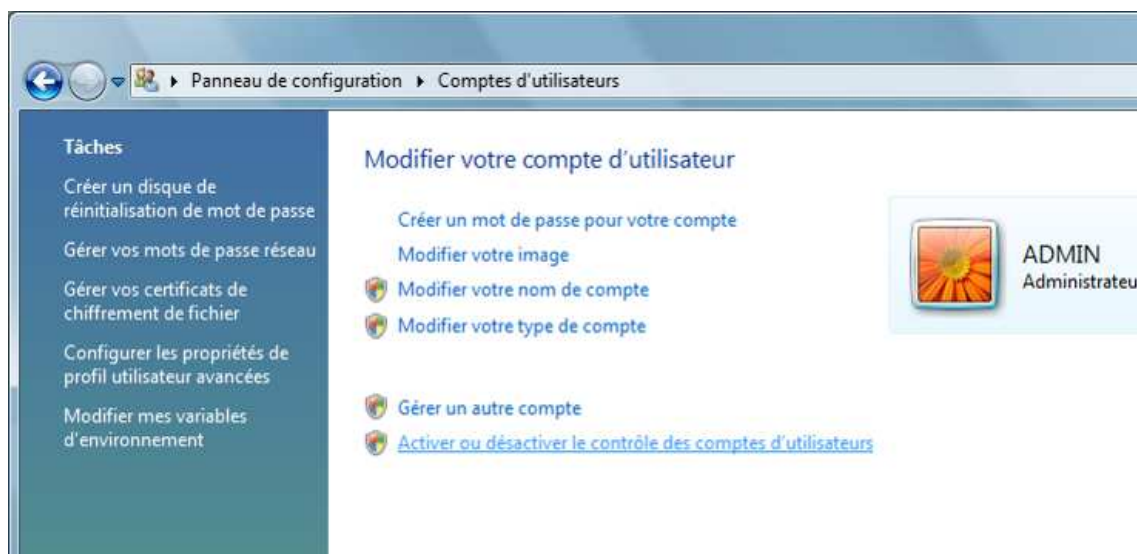 Panneau de configuration ▸ Comptes d'utilisateurs
Tâches
Créer un disque de
réinitialisation de mot de passe
Gérer vos mots de passe réseau
Gérer vos certificats de
chiffrement de fichier
Configurer les propriétés de
profil utilisateur avancées
Modifier mes variables
d'environnement
Modifier votre compte d'utilisateur
Créer un mot de passe pour votre compte
Modifier votre image
Modifier votre nom de compte
Modifier votre type de compte
Gérer un autre compte
Activer ou désactiver le contrôle des comptes d'utilisateurs
ADMIN
Administrateu